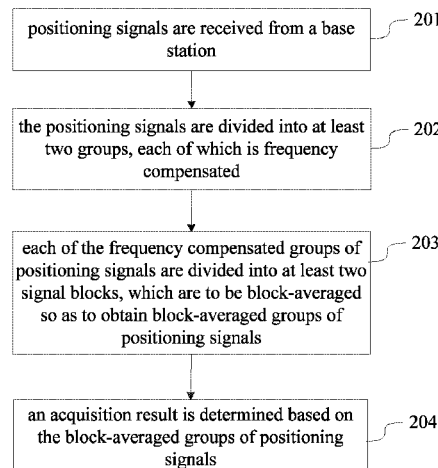 positioning signals are received from a base
station
201
the positioning signals are divided into at least
two groups, each of which is frequency
compensated
202
each of the frequency compensated groups of
positioning signals are divided into at least two
signal blocks, which are to be block-averaged
so as to obtain block-averaged groups of
positioning signals
203
an acquisition result is determined based on
the block-averaged groups of positioning
signals
204